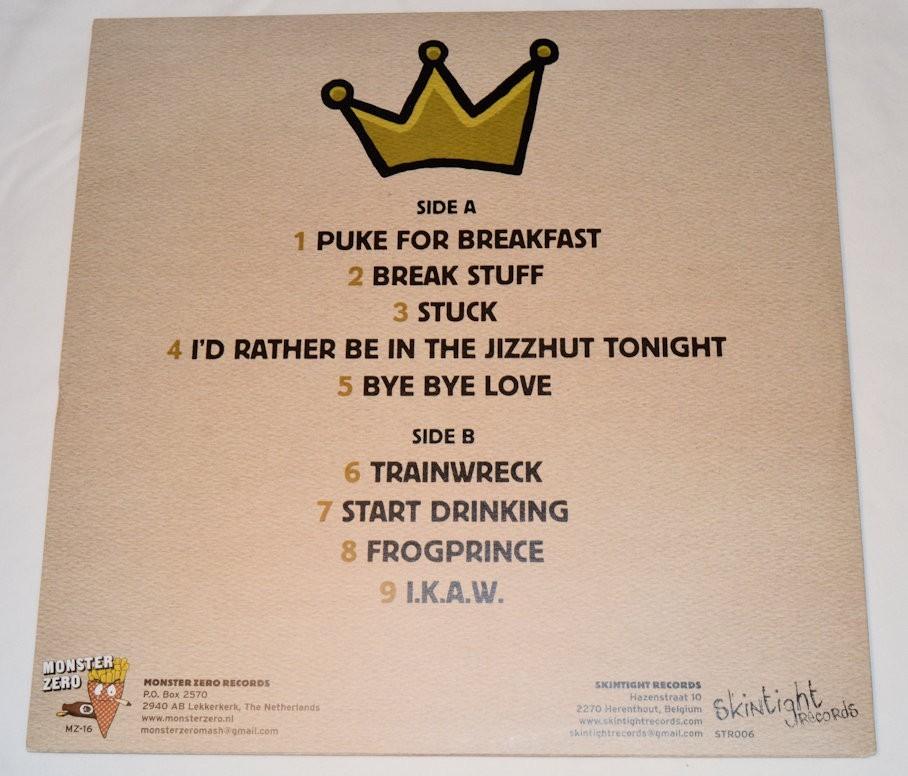 SIDE A
1 PUKE FOR BREAKFAST
2 BREAK STUFF
3 STUCK
4 I'D RATHER BE IN THE JIZZHUT TONIGHT
5 BYE BYE LOVE
SIDE B
6 TRAINWRECK
7 START DRINKING
8 FROGPRINCE
9 I.K.A.W.
MONSTER
ZERO
MZ-16
MONSTER ZERO RECORDS
P.O. Box 2570
2940 AB Lekkerkerk, The Netherlands
www.monsterzero.nl
monsterzeromash@gmail.com
SKINTIGHT RECORDS
Hazenstraat 10
2270 Herenthout, Belgium
www.skintightrecords.com
skintightrecords@gmail.com
skintight
records
STR006